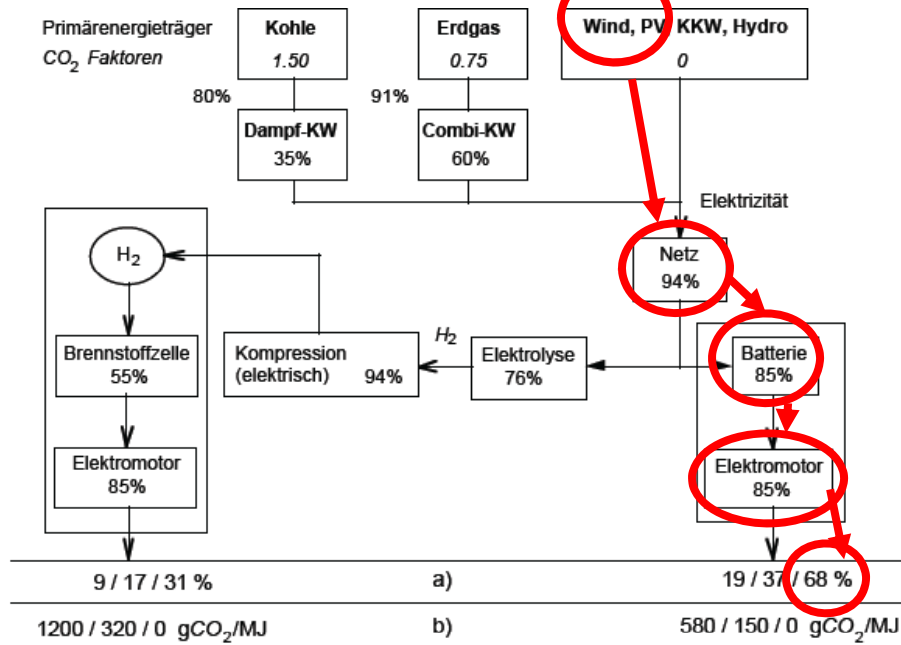 Primärenergieträger
CO2 Faktoren
Kohle
1.50
Erdgas
0.75
Wind, PV, KKW, Hydro
0
80%
91%
Dampf-KW
35%
Combi-KW
60%
Elektrizität
H2
Netz
94%
Brennstoffzelle
55%
Kompression
(elektrisch) 94%
H2
Elektrolyse
76%
Batterie
85%
Elektromotor
85%
Elektromotor
85%
9 / 17 / 31 % a) 19 / 37 / 68 %
1200 / 320 / 0 gCO2/MJ b) 580 / 150 / 0 gCO2/MJ